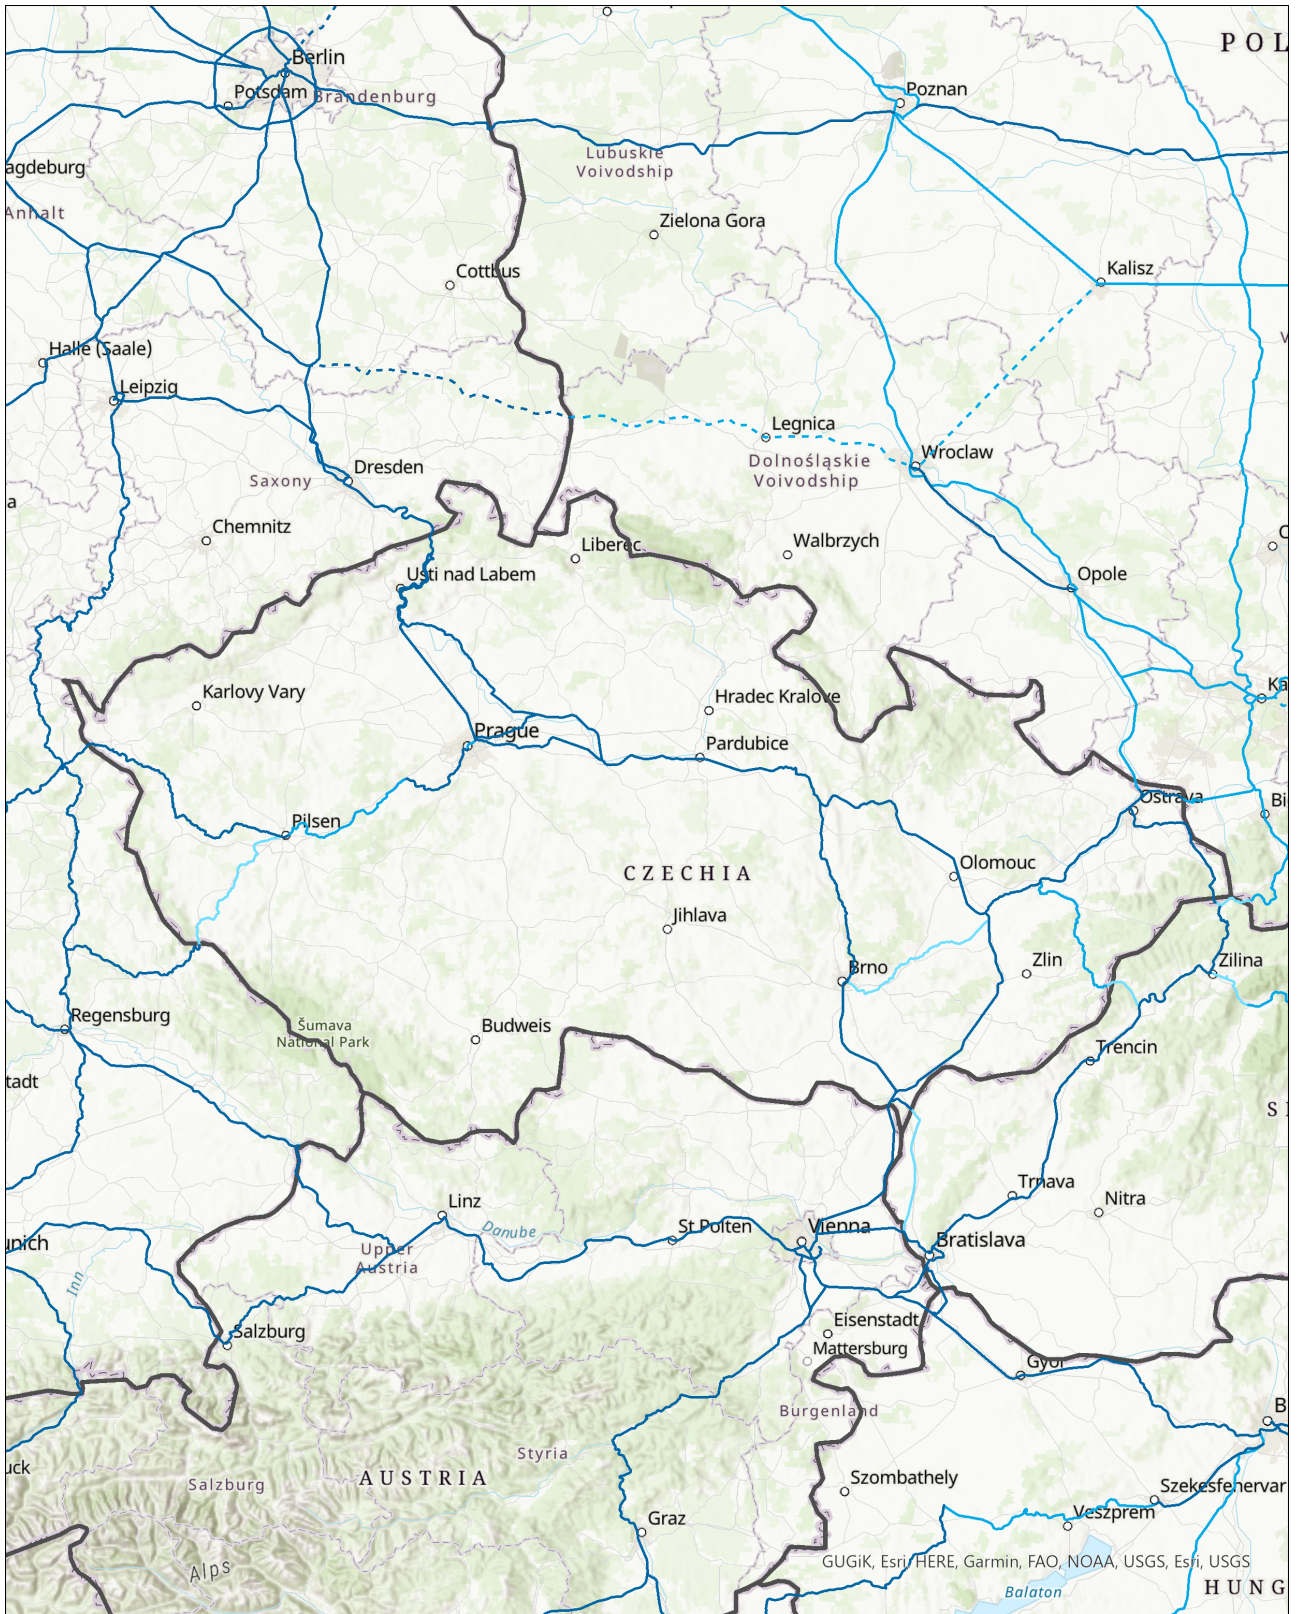 POL
Berlin
Potsdam
Brandenburg
Poznan
Lubuskie
Voivodship
agdeburg
Anhalt
Zielona Gora
Cottbus
Kalisz
Halle (Saale)
V
Leipzig
Legnica
Wroclaw
Dolnośląskie
Voivodship
Dresden
Saxony
a
Chemnitz
Liberec
Walbrzych
C
Usti nad Labem
Opole
Karlovy Vary
Hradec Kralove
Ka
Prague
Pardubice
Ostrava
Bi
Pilsen
CZECHIA
Olomouc
Jihlava
Brno
Zlin
Zilina
Regensburg
Šumava
National Park
Budweis
Trencin
tadt
S
Linz
Trnava
Nitra
Danube
St Polten
Vienna
unich
Upper
Austria
Bratislava
Inn
Salzburg
Eisenstadt
Mattersburg
Gyor
Burgenland
B
Styria
uck
Salzburg
AUSTRIA
Szombathely
Szekesfehervar
Veszprem
Graz
Alps
GUGiK, Esri, HERE, Garmin, FAO, NOAA, USGS, Esri, USGS
Balaton
HUNG